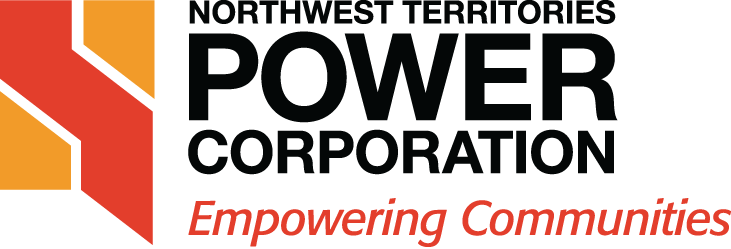 NORTHWEST TERRITORIES
POWER
CORPORATION
Empowering Communities